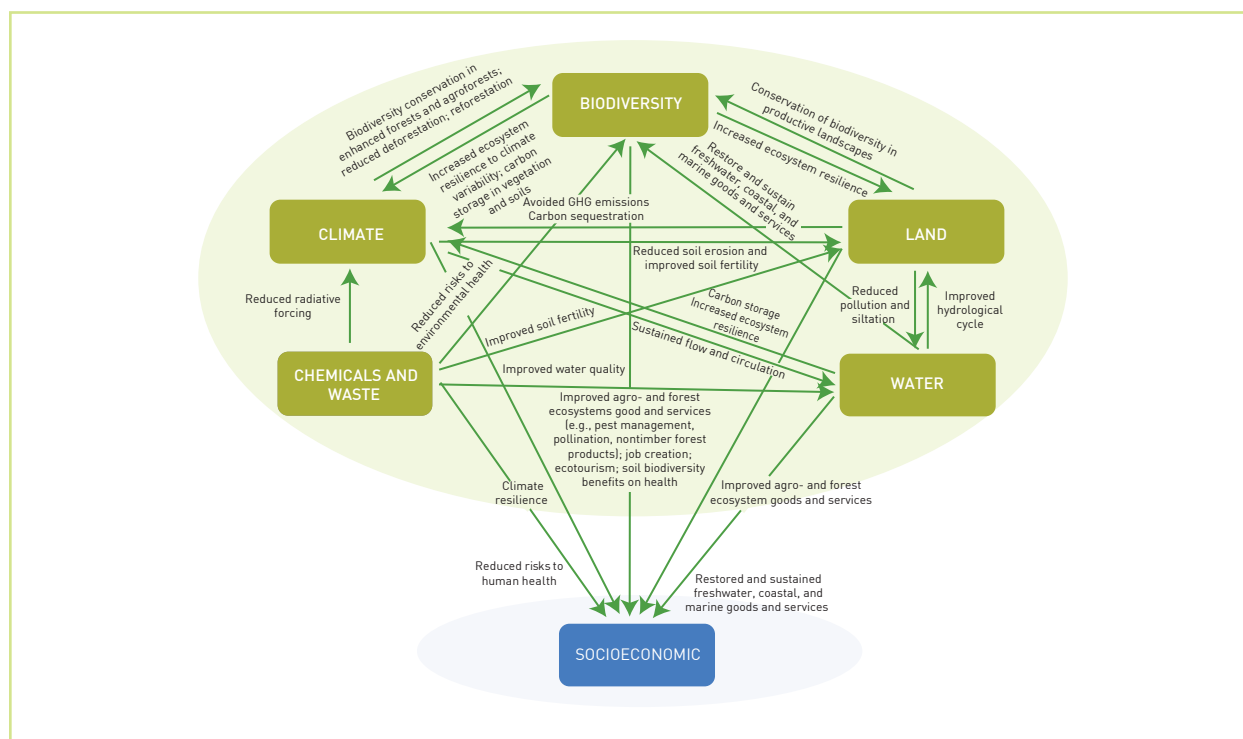 BIODIVERSITY
Biodiversity conservation in
enhanced forests and agroforests;
reduced deforestation; reforestation
Increased ecosystem
resilience to climate
variability; carbon
storage in vegetation
and soils
Conservation of biodiversity in
productive landscapes
Increased ecosystem resilience
Restore and sustain
freshwater, coastal, and
marine goods and services
Avoided GHG emissions
Carbon sequestration
CLIMATE
LAND
Reduced soil erosion and
improved soil fertility
Reduced radiative
forcing
Reduced risks to
environmental health
Carbon storage
Increased ecosystem
resilience
Reduced
pollution and
siltation
Improved
hydrological
cycle
Improved soil fertility
Sustained flow and circulation
CHEMICALS AND
WASTE
Improved water quality
WATER
Improved agro- and forest
ecosystems good and services
(e.g., pest management,
pollination, nontimber forest
products); job creation;
ecotourism; soil biodiversity
benefits on health
Climate
resilience
Improved agro- and forest
ecosystem goods and services
Reduced risks to
human health
Restored and sustained
freshwater, coastal, and
marine goods and services
SOCIOECONOMIC